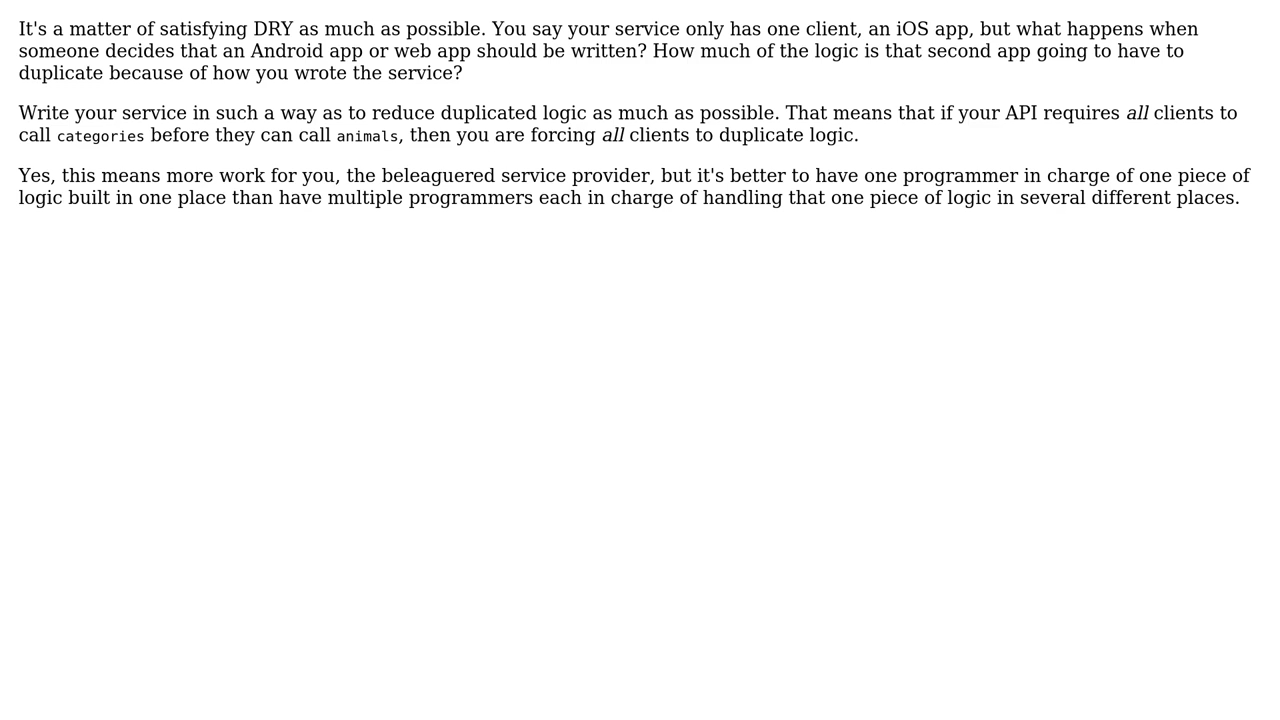 It's a matter of satisfying DRY as much as possible. You say your service only has one client, an iOS app, but what happens when
someone decides that an Android app or web app should be written? How much of the logic is that second app going to have to
duplicate because of how you wrote the service?
Write your service in such a way as to reduce duplicated logic as much as possible. That means that if your API requires all clients to
call categories before they can call animals, then you are forcing all clients to duplicate logic.
Yes, this means more work for you, the beleaguered service provider, but it's better to have one programmer in charge of one piece of
logic built in one place than have multiple programmers each in charge of handling that one piece of logic in several different places.